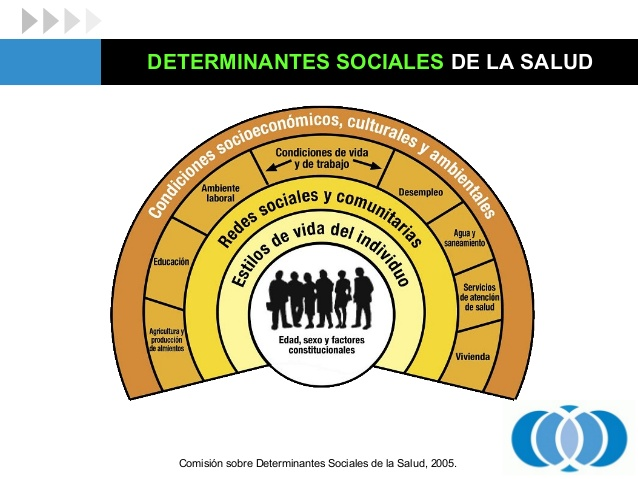 DETERMINANTES SOCIALES DE LA SALUD
Condiciones socioeconómicos, culturales y ambientales
Condiciones de vida
y de trabajo
Ambiente
laboral
Desempleo
Educación
Agua y
saneamiento
Servicios
de atención
de salud
Agricultura y
producción
de almientos
Vivienda
Redes sociales y comunitarias
Estilos de vida del individuo
Edad, sexo y factores
constitucionales
Comisión sobre Determinantes Sociales de la Salud, 2005.